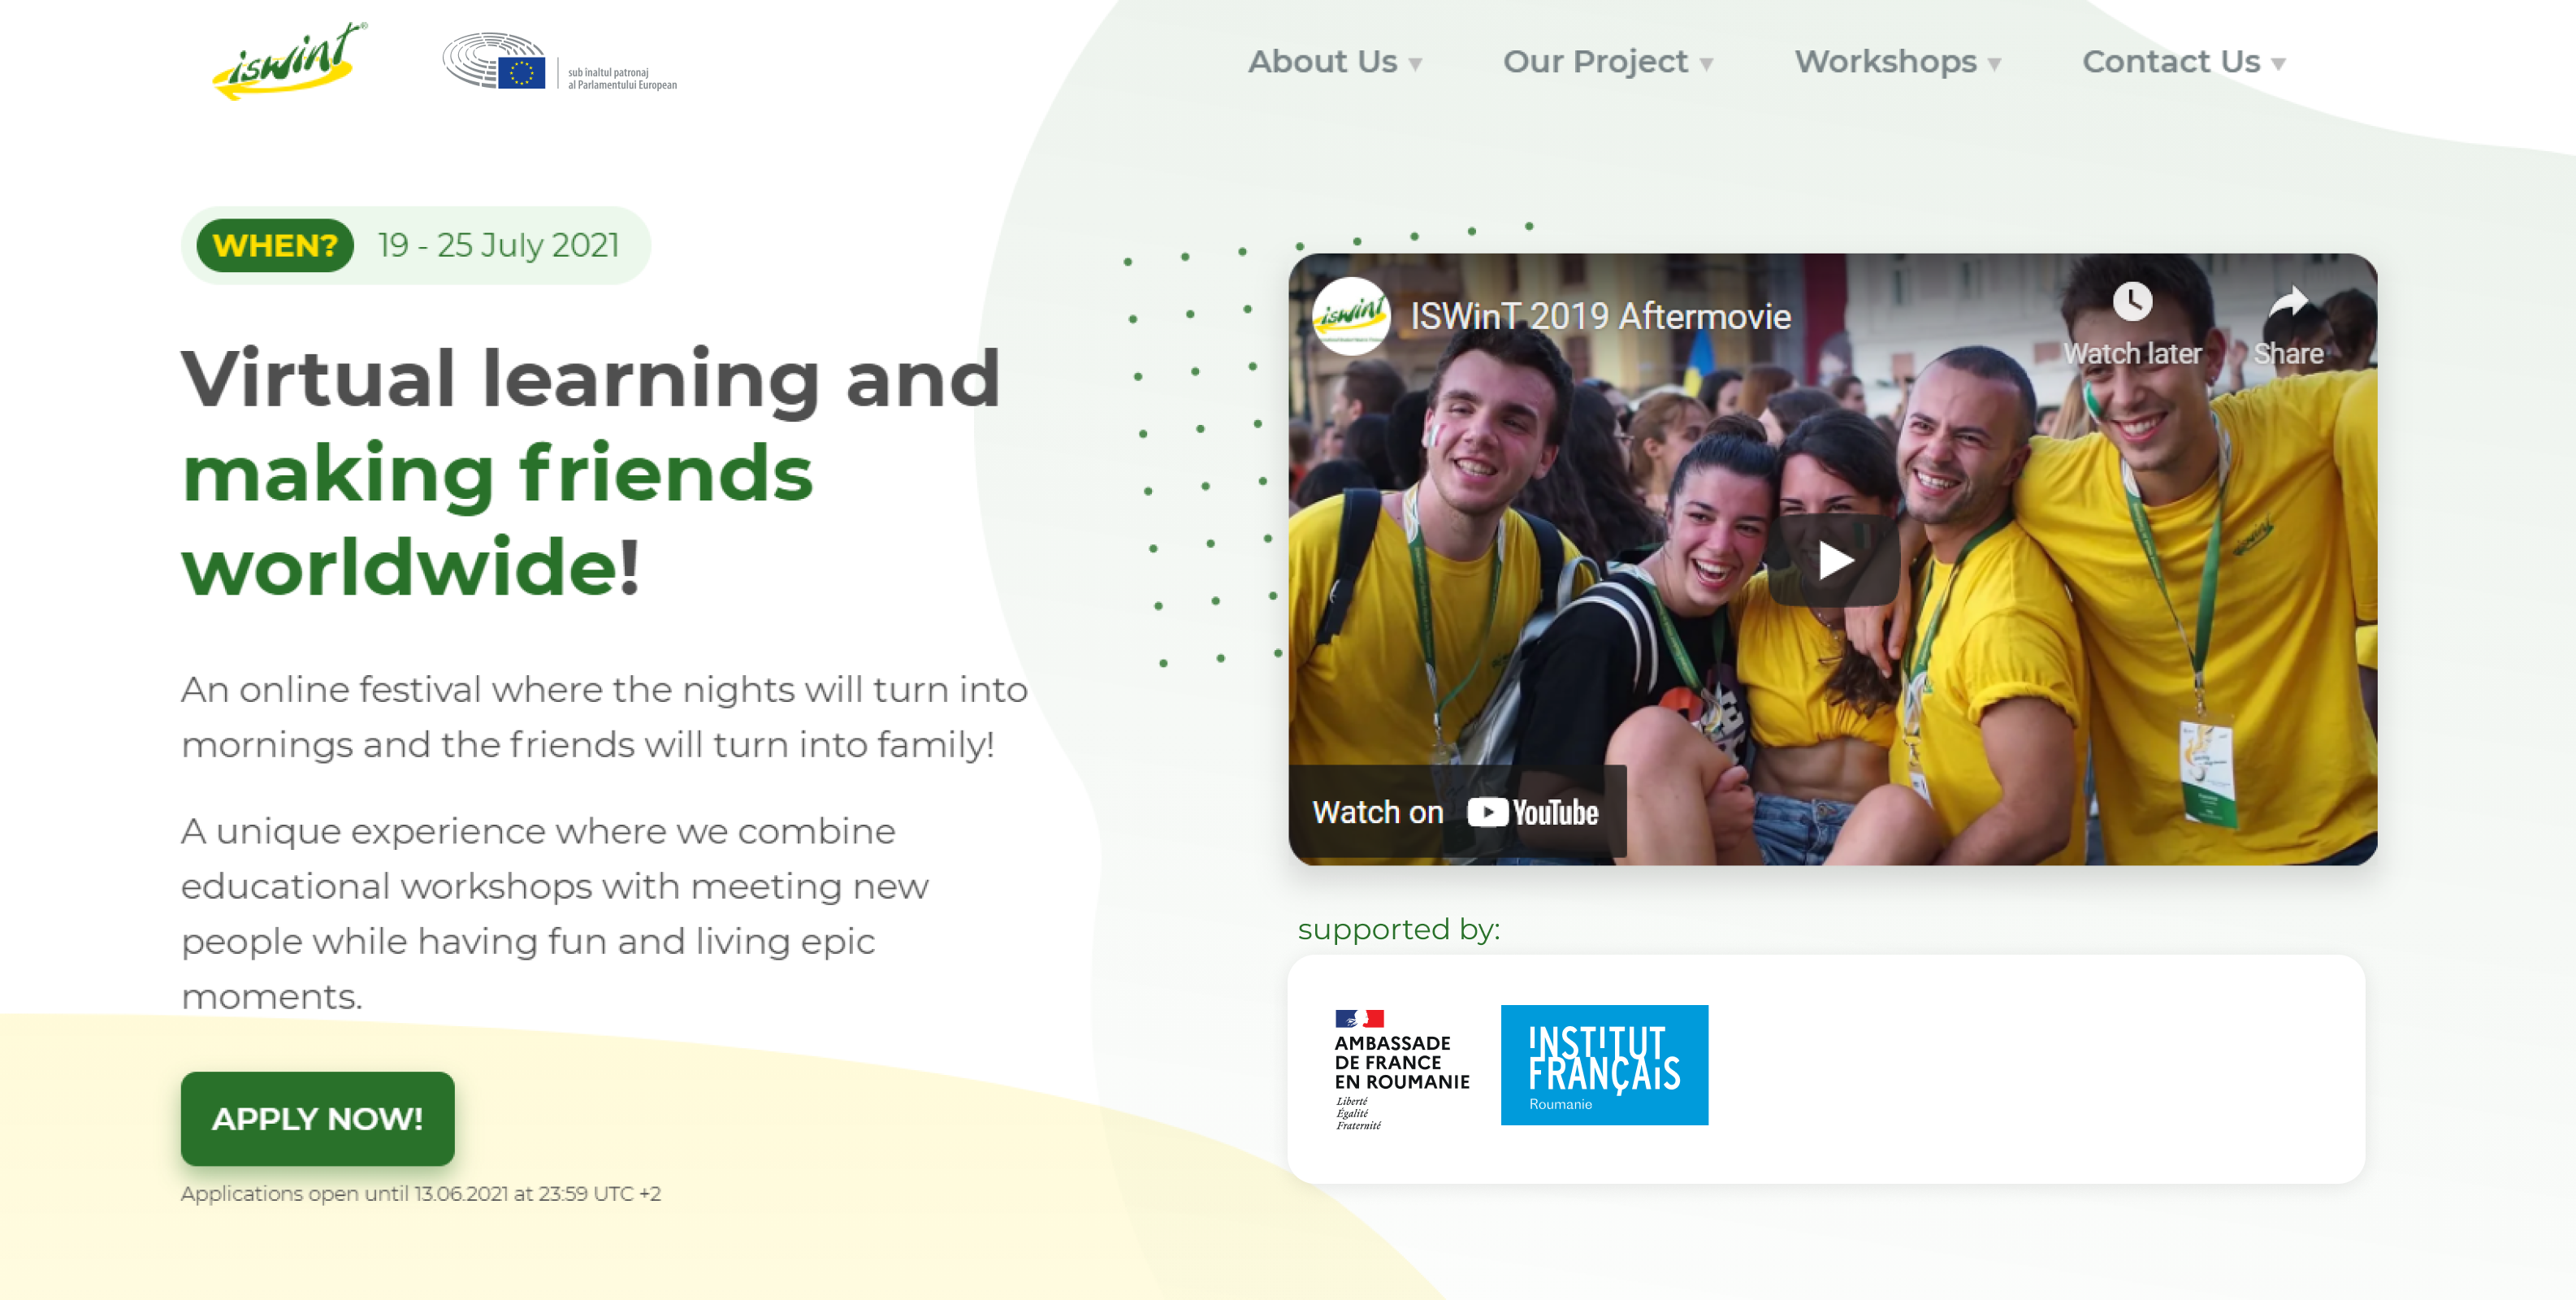 iswinT®
sub înaltul patronaj
al Parlamentului European
About Us ▼
Our Project ▼
Workshops ▼
Contact Us ▼
WHEN? 19 - 25 July 2021
Virtual learning and
making friends
worldwide!
An online festival where the nights will turn into
mornings and the friends will turn into family!
A unique experience where we combine
educational workshops with meeting new
people while having fun and living epic
moments.
APPLY NOW!
Applications open until 13.06.2021 at 23:59 UTC +2
iswinT
ISWinT 2019 Aftermovie
Watch later
Share
Watch on YouTube
supported by:
AMBASSADE
DE FRANCE
EN ROUMANIE
Liberté
Égalité
Fraternité
INSTITUT
FRANÇAIS
Roumanie